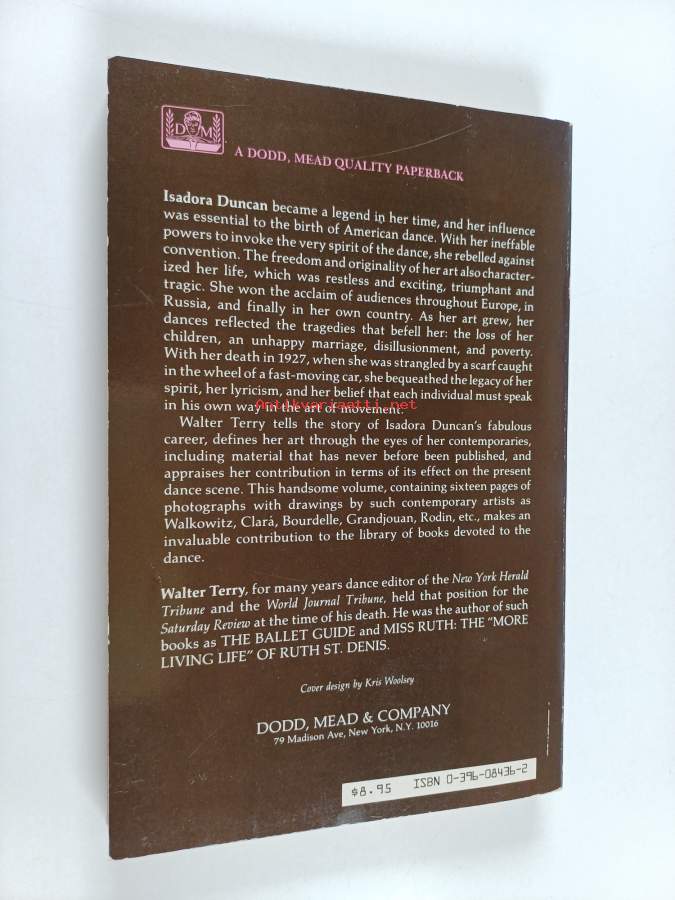 D M
A DODD, MEAD QUALITY PAPERBACK
Isadora Duncan became a legend in her time, and her influence
was essential to the birth of American dance. With her ineffable
powers to invoke the very spirit of the dance, she rebelled against
convention. The freedom and originality of her art also character-
ized her life, which was restless and exciting, triumphant and
tragic. She won the acclaim of audiences throughout Europe, in
Russia, and finally in her own country. As her art grew, her
dances reflected the tragedies that befell her: the loss of her
children, an unhappy marriage, disillusionment, and poverty.
With her death in 1927, when she was strangled by a scarf caught
in the wheel of a fast-moving car, she bequeathed the legacy of her
spirit, her lyricism, and her belief that each individual must speak
in his own way in the art of movement.
Antikvariaatti.net
Walter Terry tells the story of Isadora Duncan's fabulous
career, defines her art through the eyes of her contemporaries,
including material that has never before been published, and
appraises her contribution in terms of its effect on the present
dance scene. This handsome volume, containing sixteen pages of
photographs with drawings by such contemporary artists as
Walkowitz, Clará, Bourdelle, Grandjouan, Rodin, etc., makes an
invaluable contribution to the library of books devoted to the
dance.
Walter Terry, for many years dance editor of the New York Herald
Tribune and the World Journal Tribune, held that position for the
Saturday Review at the time of his death. He was the author of such
books as THE BALLET GUIDE and MISS RUTH: THE "MORE
LIVING LIFE" OF RUTH ST. DENIS.
Cover design by Kris Woolsey
DODD, MEAD & COMPANY
79 Madison Ave, New York, N.Y. 10016
$8.95 ISBN 0-396-08436-2